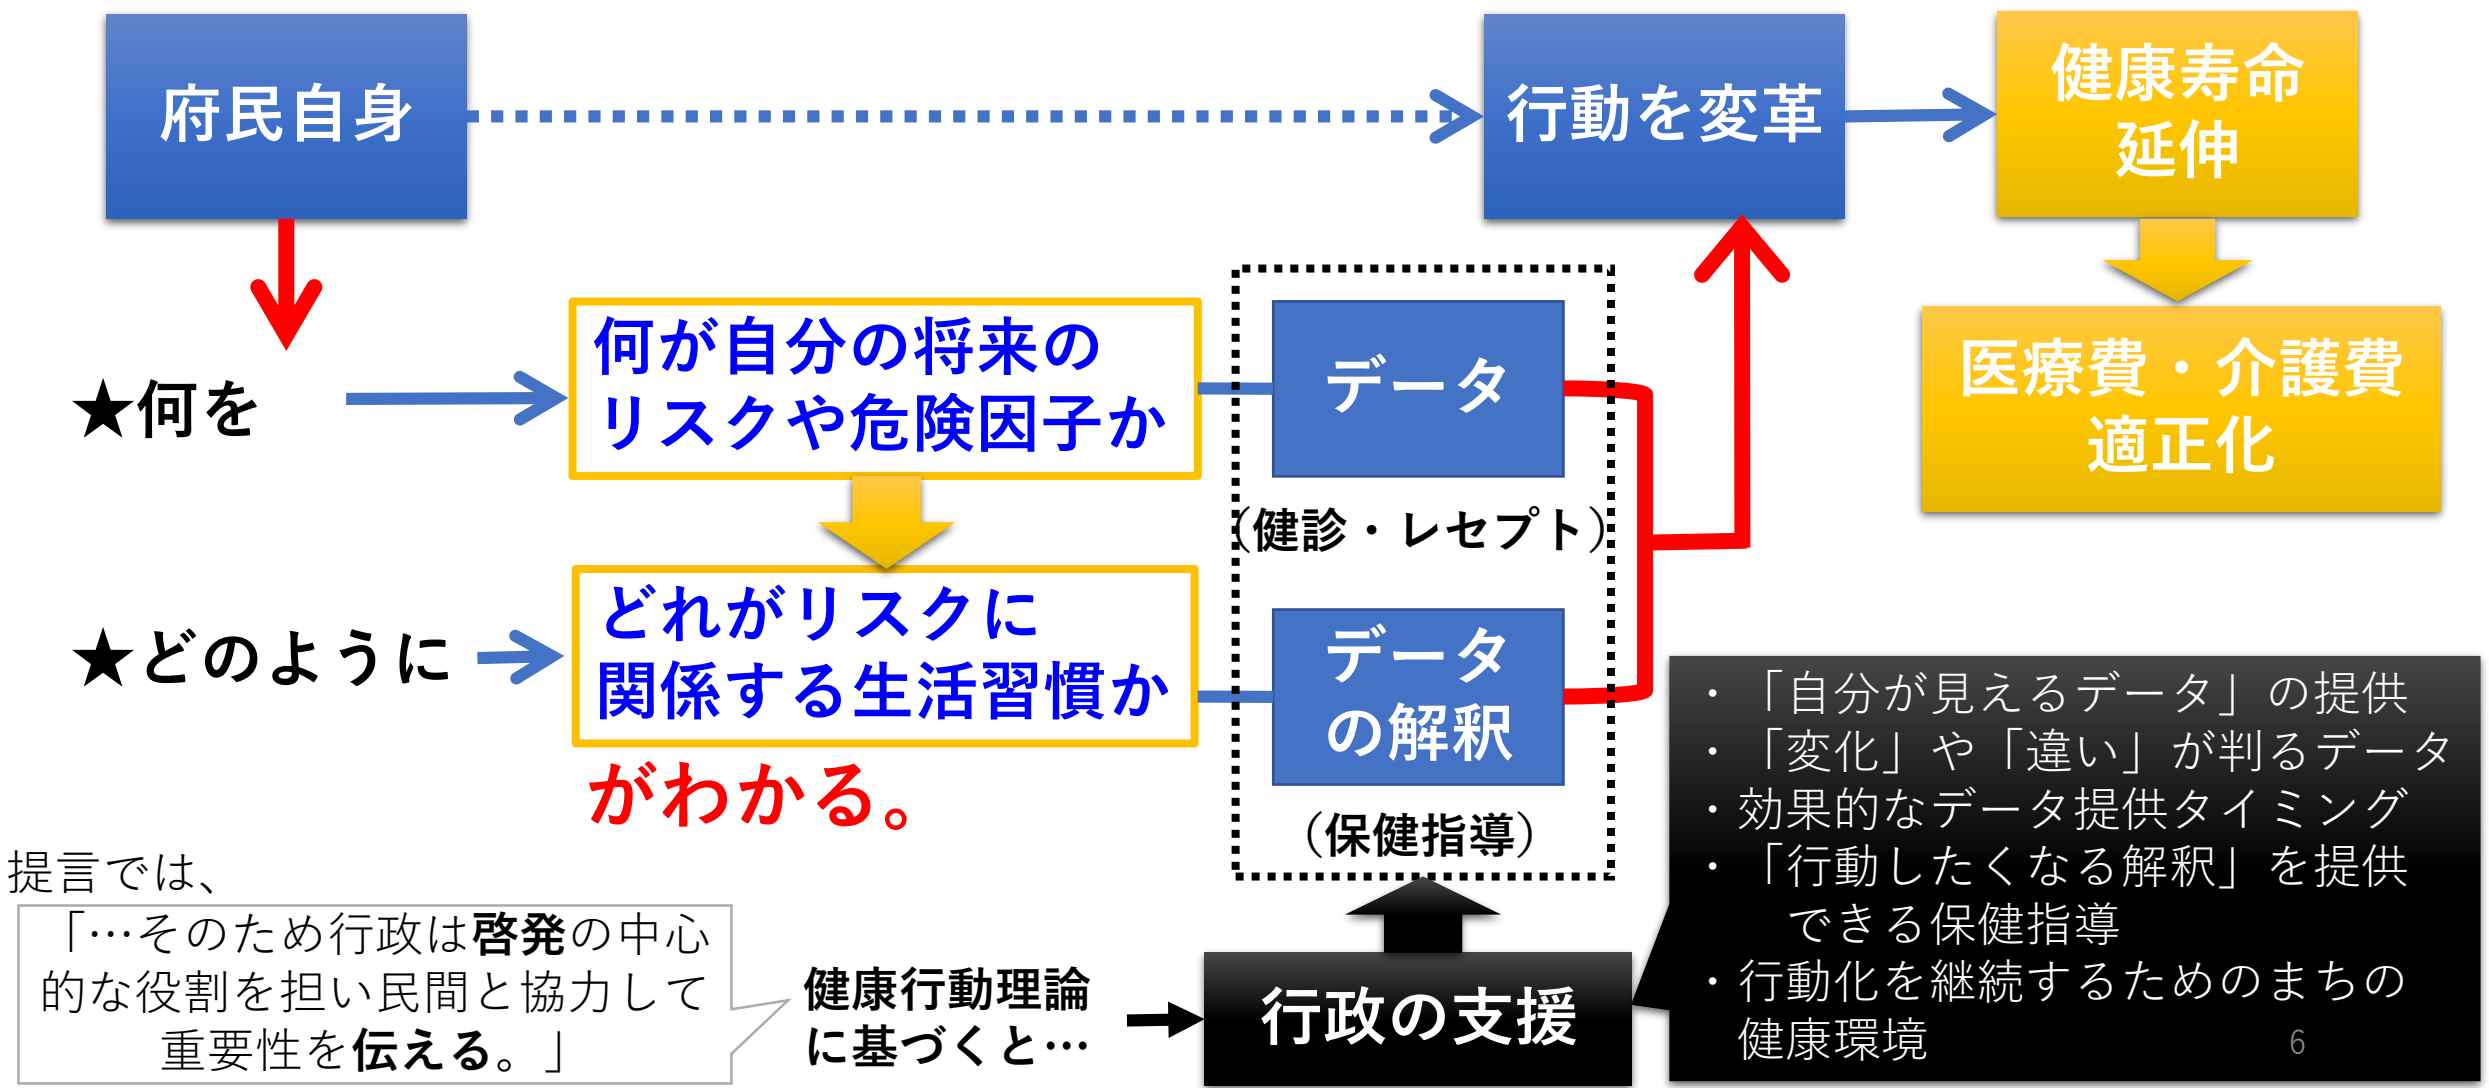 府民自身
行動を変革
健康寿命
延伸
医療費・介護費
適正化
★何を
何が自分の将来の
リスクや危険因子か
データ
（健診・レセプト）
★どのように
どれがリスクに
関係する生活習慣か
がわかる。
データ
の解釈
（保健指導）
提言では、
「…そのため行政は啓発の中心
的な役割を担い民間と協力して
重要性を伝える。」
健康行動理論
に基づくと…
行政の支援
・「自分が見えるデータ」の提供
・「変化」や「違い」が判るデータ
・効果的なデータ提供タイミング
・「行動したくなる解釈」を提供
できる保健指導
・行動化を継続するためのまちの
健康環境
6